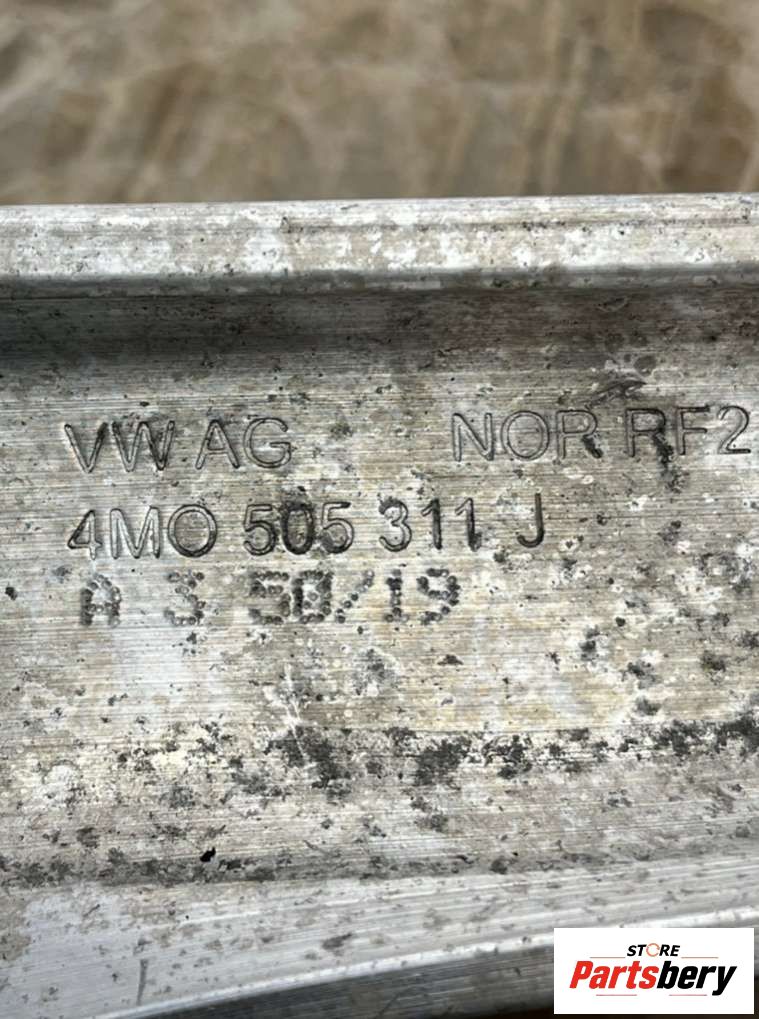 VW AG NOR RF2
4M0 505 311 J
A 3 50/19
STORE
Partsbery